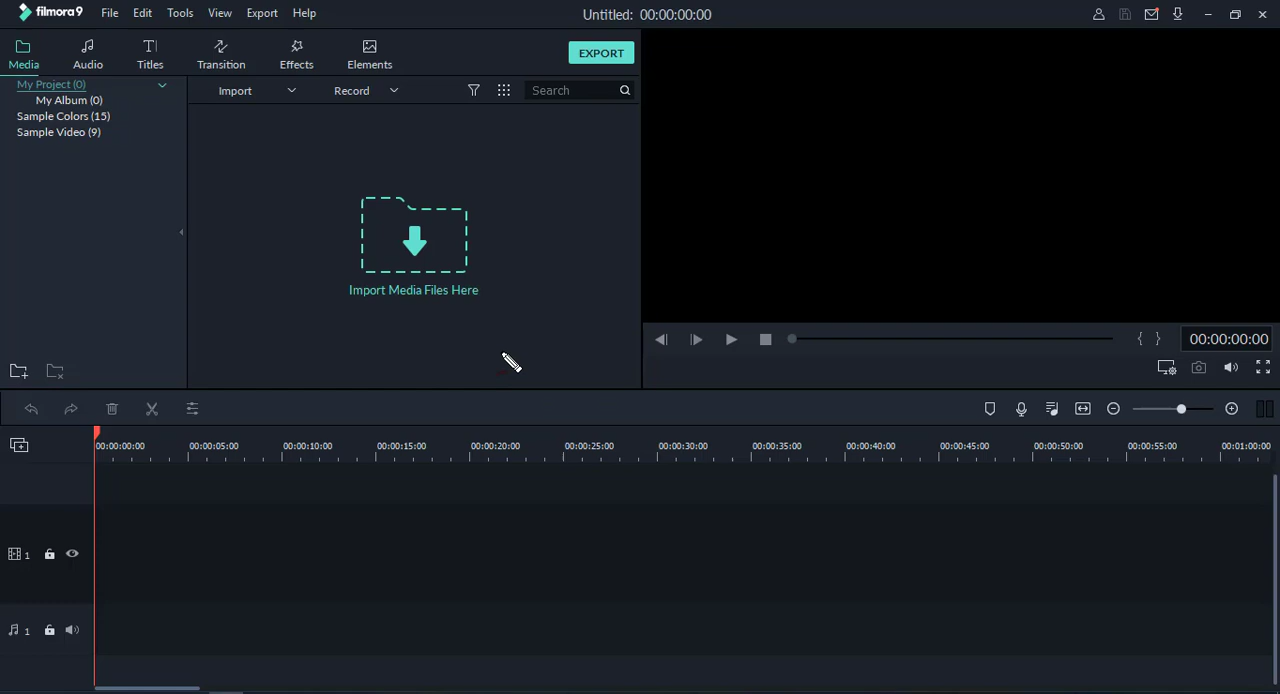 filmora9 File Edit Tools View Export Help Untitled: 00:00:00:00
Media Audio Titles Transition Effects Elements EXPORT
My Project (0) Import Record Search
My Album (0)
Sample Colors (15)
Sample Video (9)
Import Media Files Here
{ } 00:00:00:00
00:00:00:00 00:00:05:00 00:00:10:00 00:00:15:00 00:00:20:00 00:00:25:00 00:00:30:00 00:00:35:00 00:00:40:00 00:00:45:00 00:00:50:00 00:00:55:00 00:01:00:00
1
1